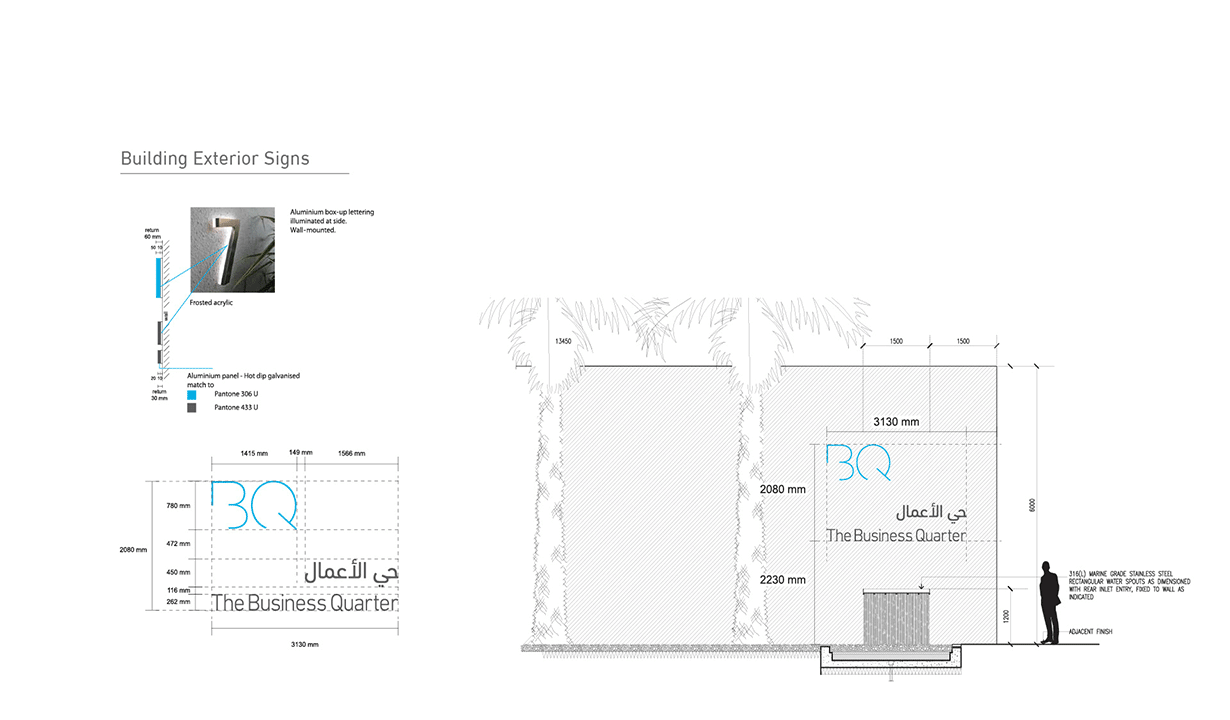 Building Exterior Signs
Aluminium box-up lettering
illuminated at side.
Wall-mounted.
return
60 mm
50 10
wall
Frosted acrylic
20 10
return
30 mm
Aluminium panel - Hot dip galvanised
match to
Pantone 306 U
Pantone 433 U
1415 mm
149 mm
1566 mm
780 mm
472 mm
450 mm
116 mm
262 mm
2080 mm
3130 mm
BQ
حي الأعمال
The Business Quarter
13450
1500
1500
3130 mm
2080 mm
2230 mm
BQ
حي الأعمال
The Business Quarter
6000
1200
316(L) MARINE GRADE STAINLESS STEEL
RECTANGULAR WATER SPOUTS AS DIMENSIONED
WITH REAR INLET ENTRY, FIXED TO WALL AS
INDICATED
ADJACENT FINISH